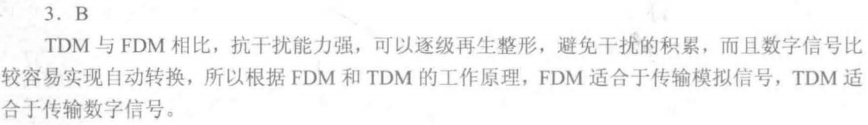 3．B
TDM 与 FDM 相比，抗干扰能力强，可以逐级再生整形，避免干扰的积累，而且数字信号比
较容易实现自动转换，所以根据 FDM 和 TDM 的工作原理，FDM 适合于传输模拟信号，TDM 适
合于传输数字信号。